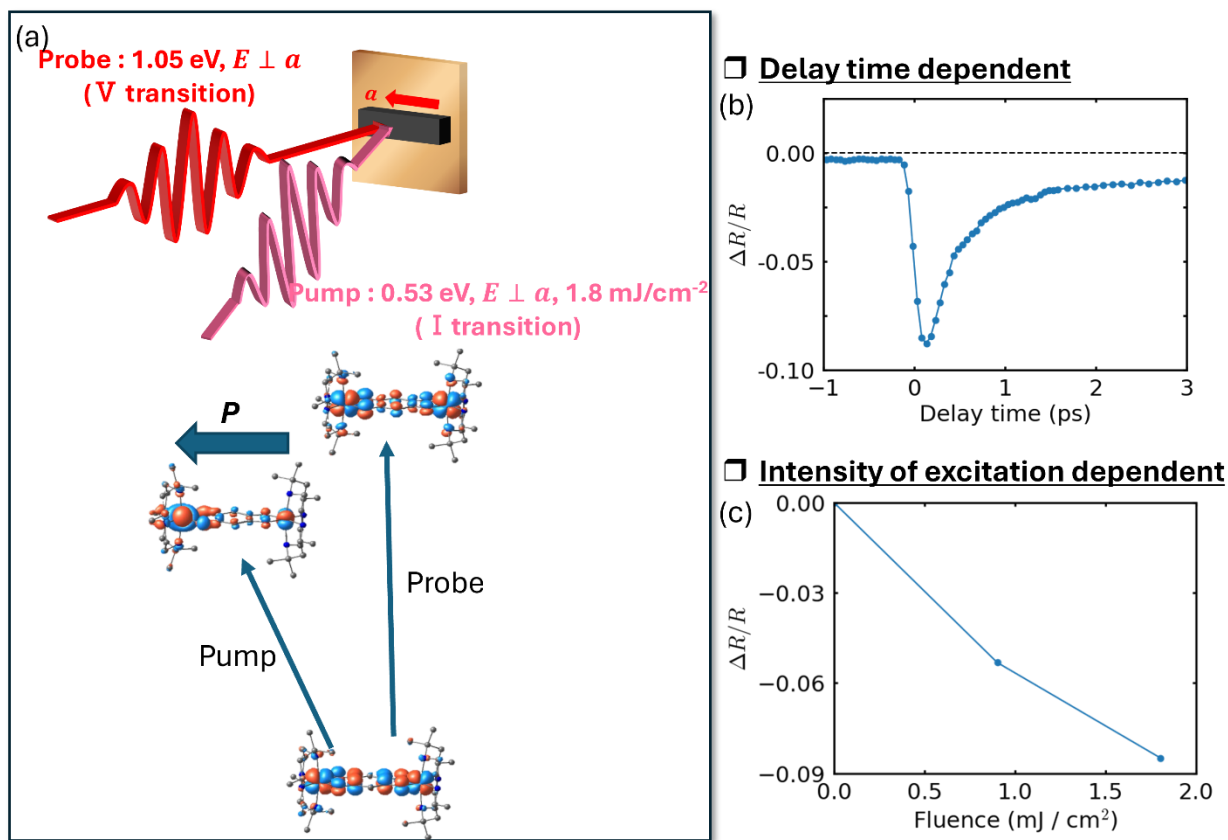 (a)
Probe : 1.05 eV, E ⊥ a
( Ⅴ transition)
a
Pump : 0.53 eV, E ⊥ a, 1.8 mJ/cm⁻²
( Ⅰ transition)
P
Probe
Pump
❒ Delay time dependent
(b)
0.00
-0.05
-0.10
ΔR/R
−1
0
1
2
3
Delay time (ps)
❒ Intensity of excitation dependent
(c)
0.00
−0.03
−0.06
−0.09
ΔR/R
0.0
0.5
1.0
1.5
2.0
Fluence (mJ / cm²)